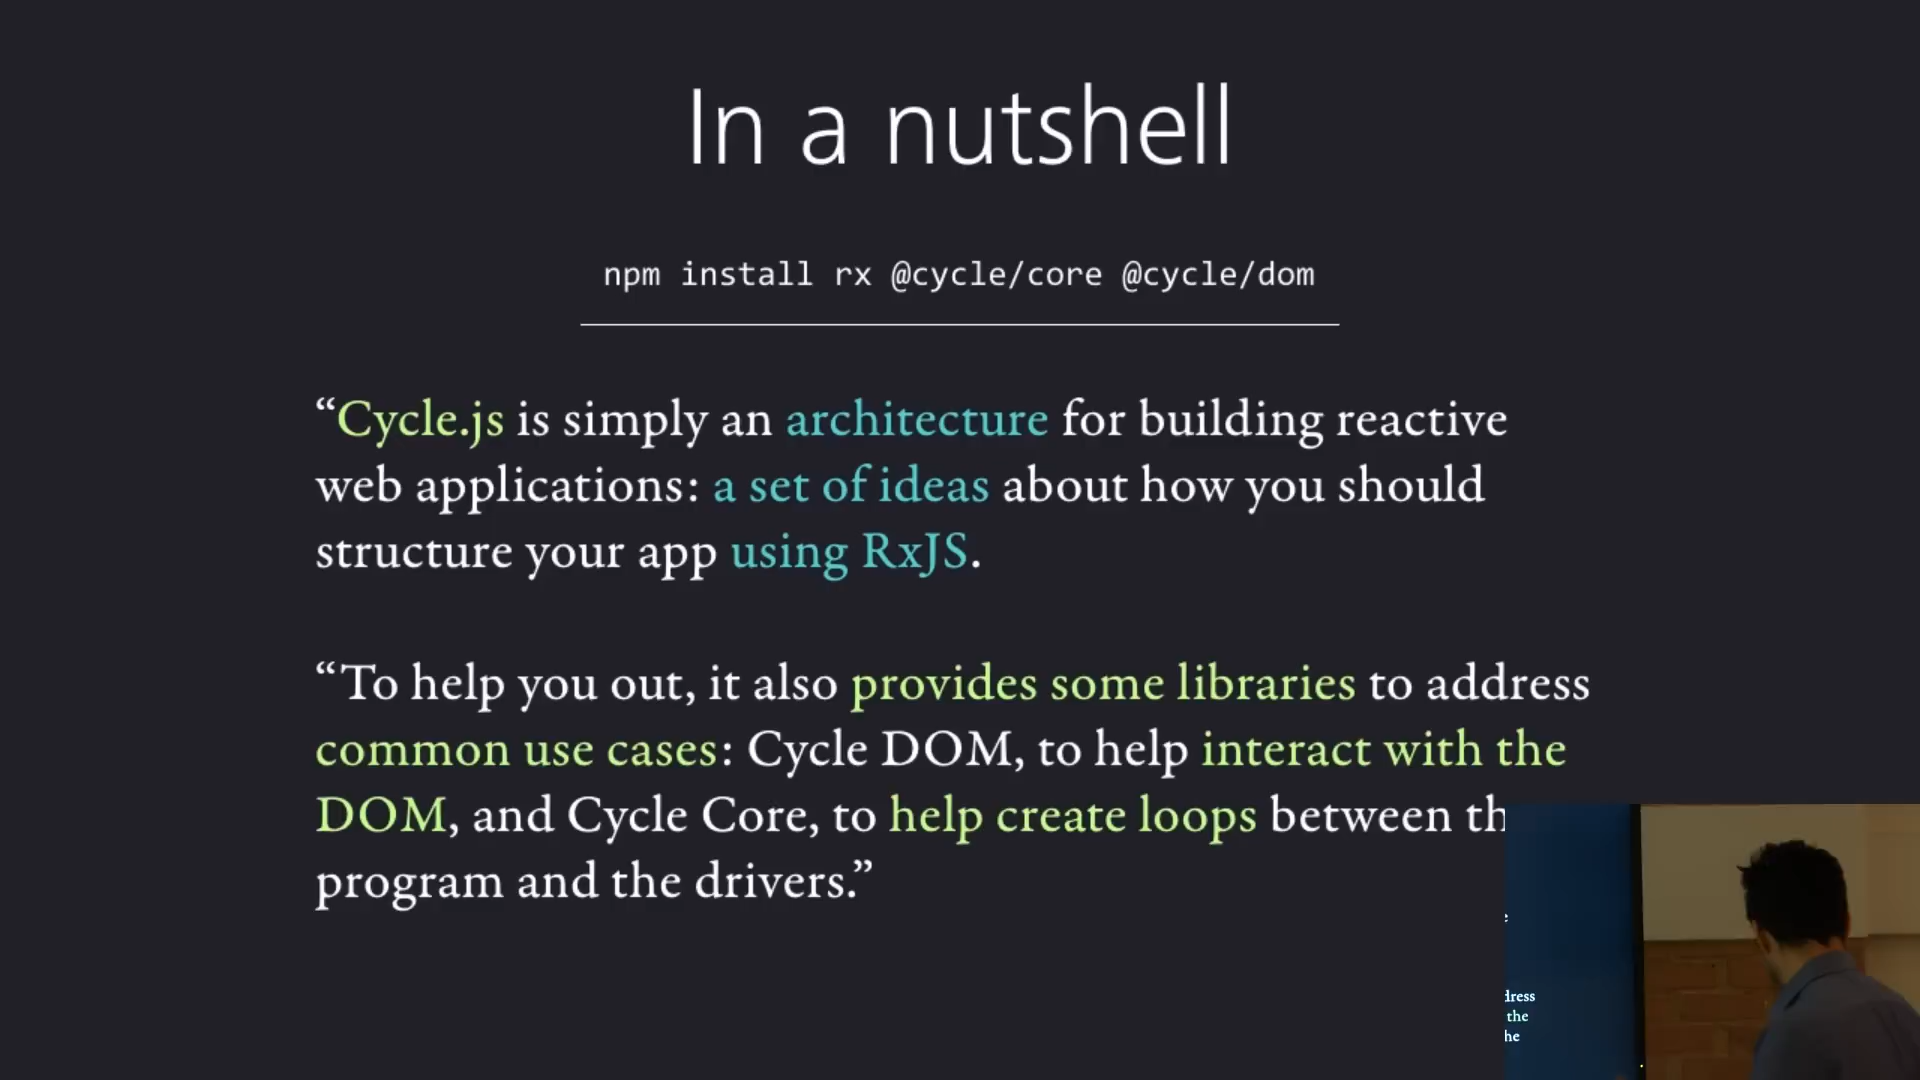 In a nutshell
npm install rx @cycle/core @cycle/dom
“Cycle.js is simply an architecture for building reactive
web applications: a set of ideas about how you should
structure your app using RxJS.
“To help you out, it also provides some libraries to address
common use cases: Cycle DOM, to help interact with the
DOM, and Cycle Core, to help create loops between th
program and the drivers.”
the